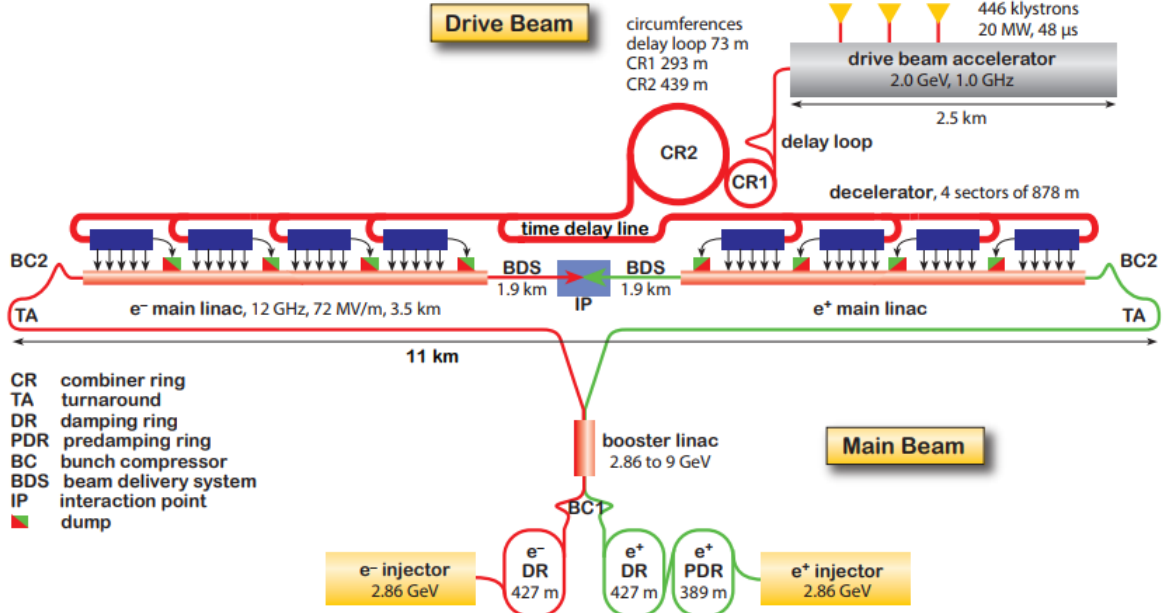 Drive Beam
circumferences
delay loop 73 m
CR1 293 m
CR2 439 m
446 klystrons
20 MW, 48 µs
drive beam accelerator
2.0 GeV, 1.0 GHz
2.5 km
delay loop
CR2
CR1
decelerator, 4 sectors of 878 m
time delay line
BC2
BDS
1.9 km
BDS
1.9 km
IP
BC2
TA
e– main linac, 12 GHz, 72 MV/m, 3.5 km
e+ main linac
TA
11 km
CR combiner ring
TA turnaround
DR damping ring
PDR predamping ring
BC bunch compressor
BDS beam delivery system
IP interaction point
dump
booster linac
2.86 to 9 GeV
Main Beam
BC1
e– injector
2.86 GeV
e–
DR
427 m
e+
DR
427 m
e+
PDR
389 m
e+ injector
2.86 GeV